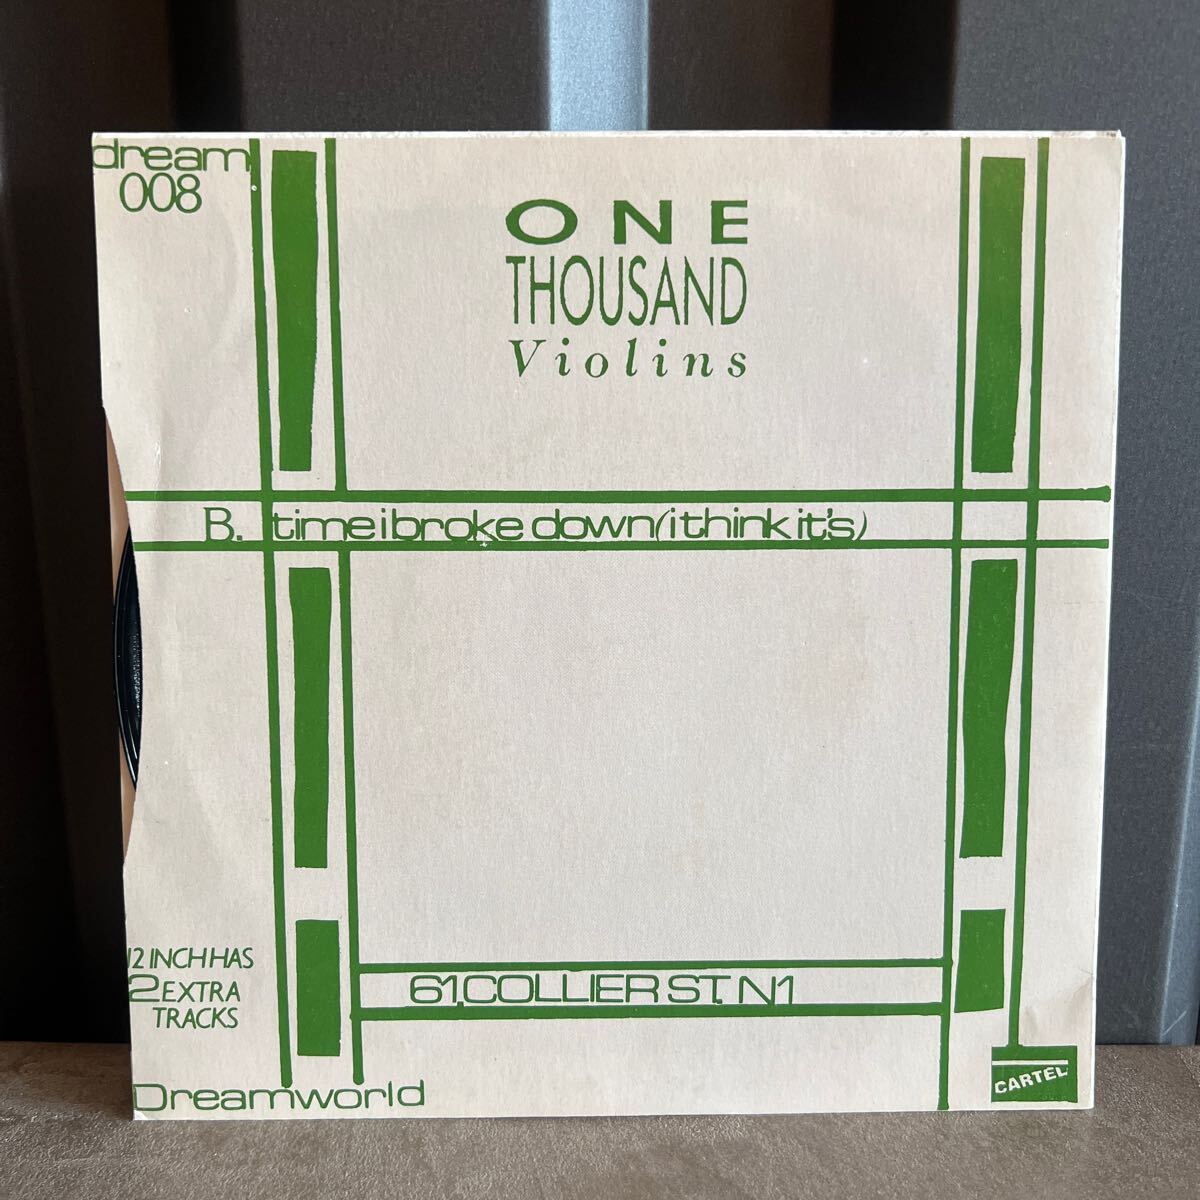 dream
008
ONE
THOUSAND
Violins
B. time i broke down (i think it's)
12 INCH HAS
2 EXTRA
TRACKS
61, COLLIER ST. N1
Dreamworld
CARTEL